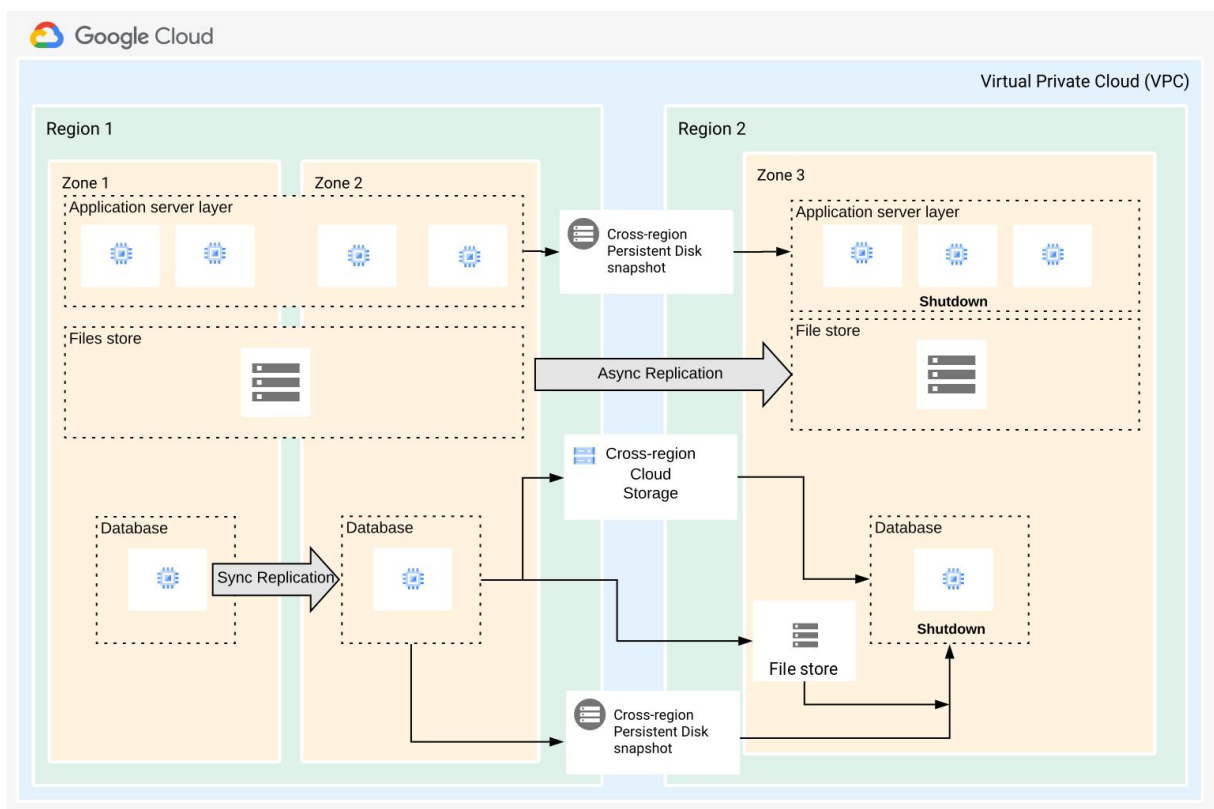 Google Cloud
Virtual Private Cloud (VPC)
Region 1
Region 2
Zone 1
Zone 2
Zone 3
Application server layer
Application server layer
Cross-region
Persistent Disk
snapshot
Shutdown
Files store
File store
Async Replication
Cross-region
Cloud
Storage
Database
Database
Database
Sync Replication
Shutdown
File store
Cross-region
Persistent Disk
snapshot